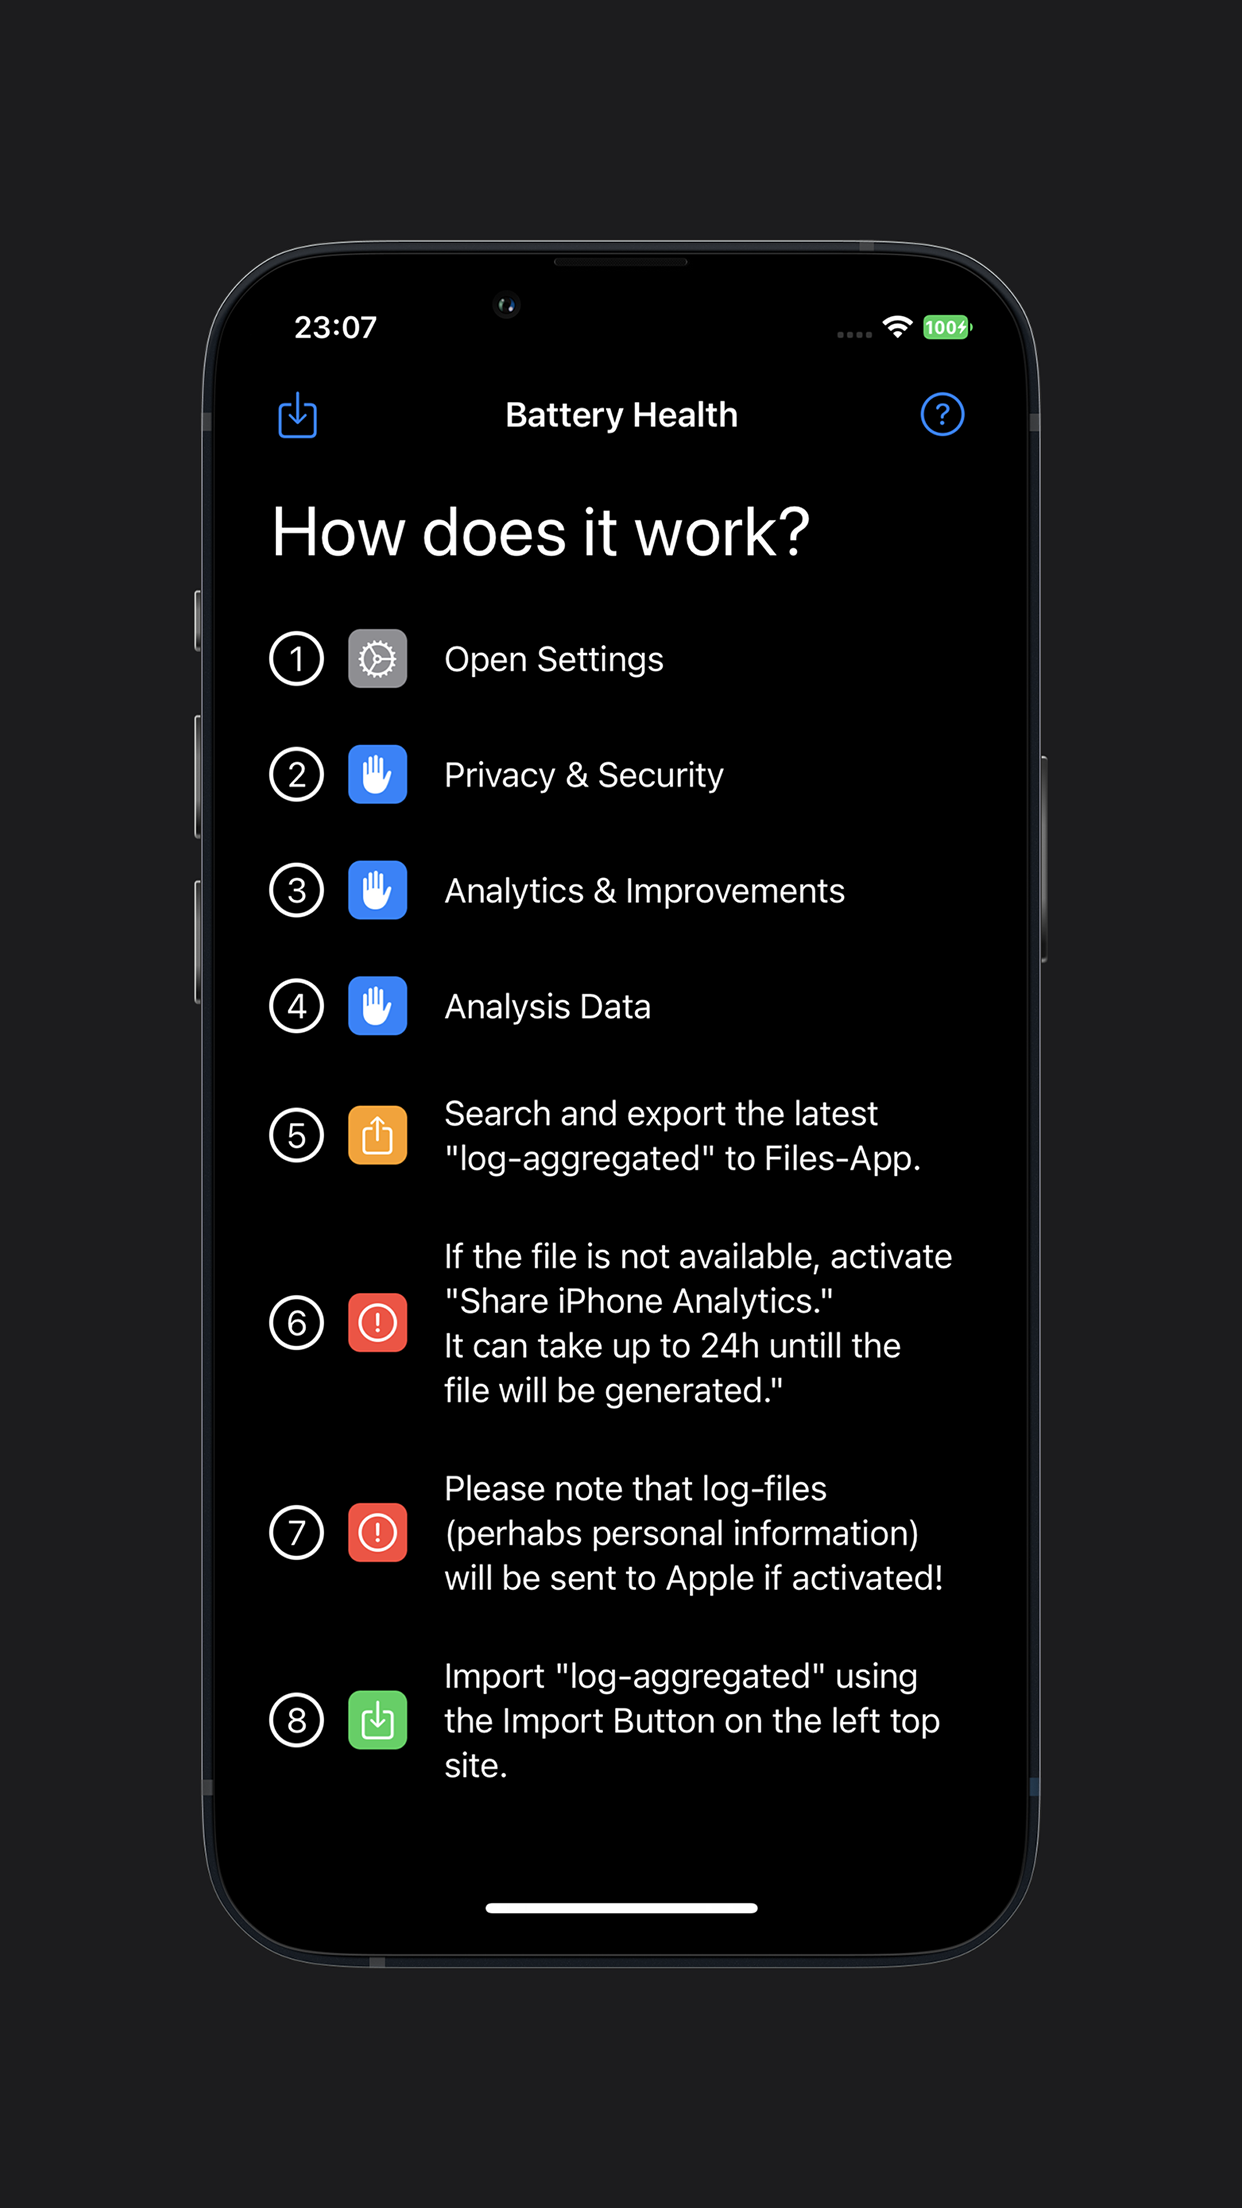 23:07
100
Battery Health
?
How does it work?
1 Open Settings
2 Privacy & Security
3 Analytics & Improvements
4 Analysis Data
5 Search and export the latest
"log-aggregated" to Files-App.
6 If the file is not available, activate
"Share iPhone Analytics."
It can take up to 24h untill the
file will be generated."
7 Please note that log-files
(perhabs personal information)
will be sent to Apple if activated!
8 Import "log-aggregated" using
the Import Button on the left top
site.